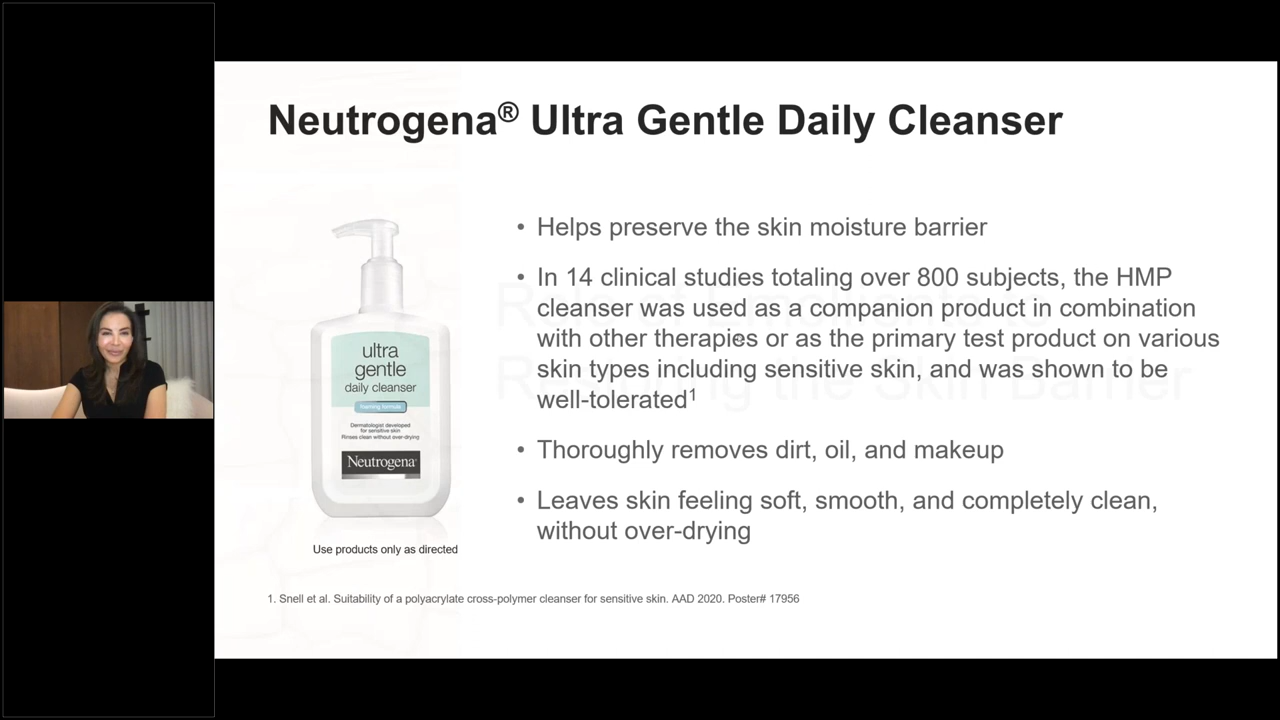 Neutrogena® Ultra Gentle Daily Cleanser
ultra
gentle
daily cleanser
foaming formula
Dermatologist developed
for sensitive skin
Rinses clean without over-drying
Neutrogena®
Use products only as directed
• Helps preserve the skin moisture barrier
• In 14 clinical studies totaling over 800 subjects, the HMP
cleanser was used as a companion product in combination
with other therapies or as the primary test product on various
skin types including sensitive skin, and was shown to be
well-tolerated¹
• Thoroughly removes dirt, oil, and makeup
• Leaves skin feeling soft, smooth, and completely clean,
without over-drying
1. Snell et al. Suitability of a polyacrylate cross-polymer cleanser for sensitive skin. AAD 2020. Poster# 17956
the Skin Barrier